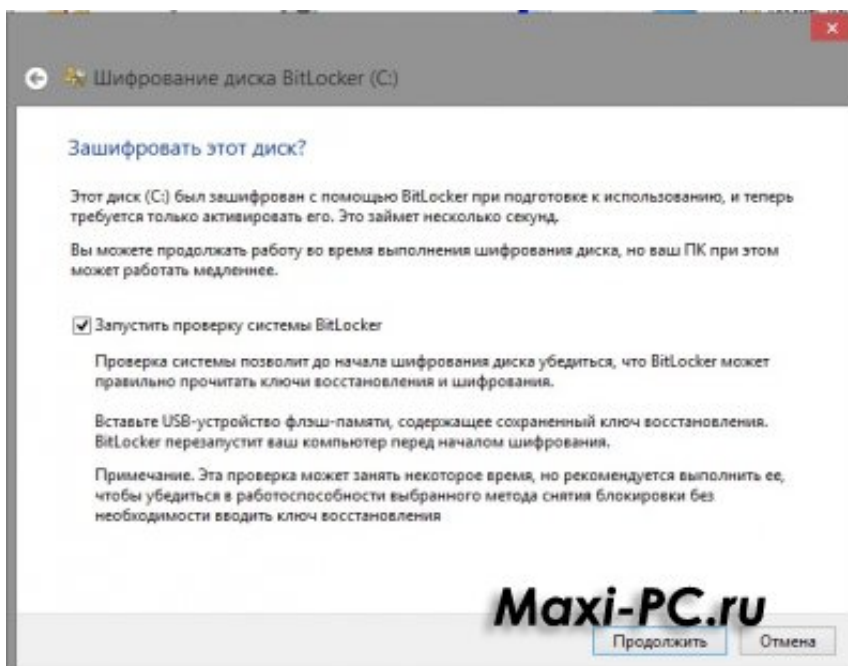 Шифрование диска BitLocker (C:)
Зашифровать этот диск?
Этот диск (C:) был зашифрован с помощью BitLocker при подготовке к использованию, и теперь
требуется только активировать его. Это займет несколько секунд.
Вы можете продолжать работу во время выполнения шифрования диска, но ваш ПК при этом
может работать медленнее.
Запустить проверку системы BitLocker
Проверка системы позволит до начала шифрования диска убедиться, что BitLocker может
правильно прочитать ключи восстановления и шифрования.
Вставьте USB-устройство флэш-памяти, содержащее сохраненный ключ восстановления.
BitLocker перезапустит ваш компьютер перед началом шифрования.
Примечание. Эта проверка может занять некоторое время, но рекомендуется выполнить ее,
чтобы убедиться в работоспособности выбранного метода снятия блокировки без
необходимости вводить ключ восстановления
Maxi-PC.ru
Продолжить Отмена